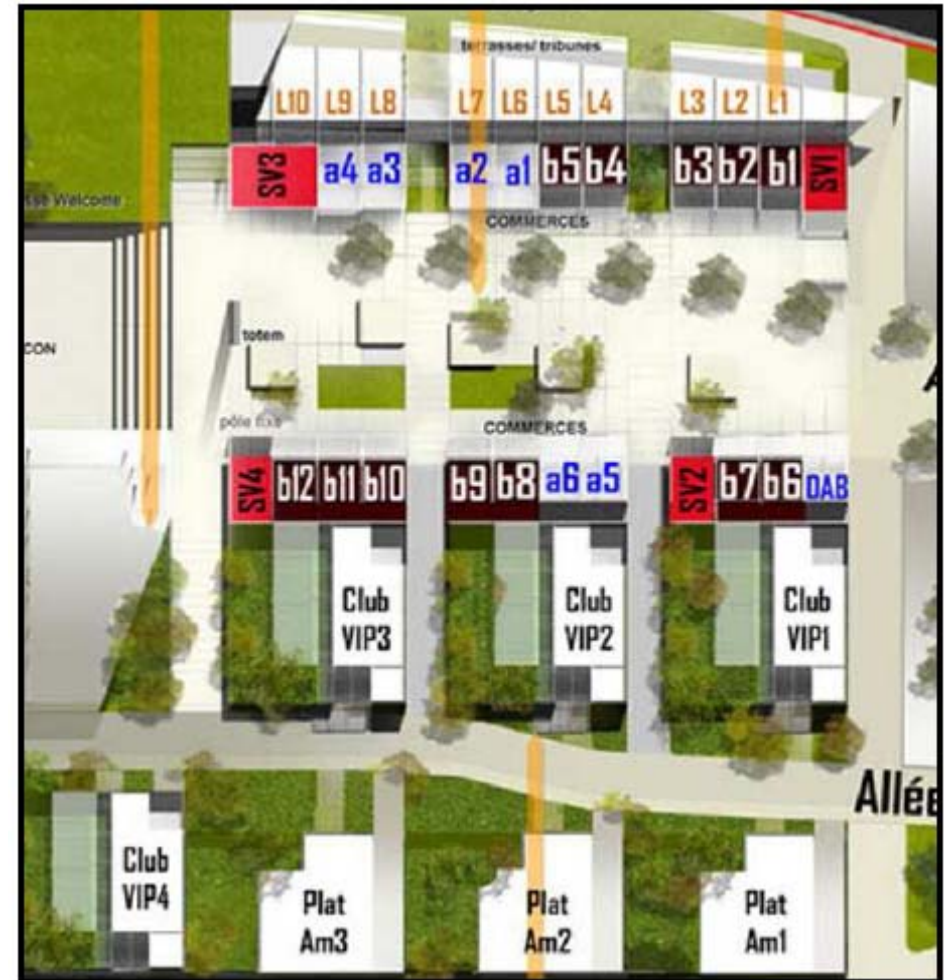 terrasses/ tribunes
L10 L9 L8 L7 L6 L5 L4 L3 L2 L1
SV3 a4 a3 a2 a1 b5 b4 b3 b2 b1 SV1
sse Welcome
COMMERCES
totem
CON
pôle fixe
COMMERCES
SV4 b12 b11 b10 b9 b8 a6 a5 SV2 b7 b6 DAB
Club VIP3
Club VIP2
Club VIP1
Allée
Club VIP4
Plat Am3
Plat Am2
Plat Am1